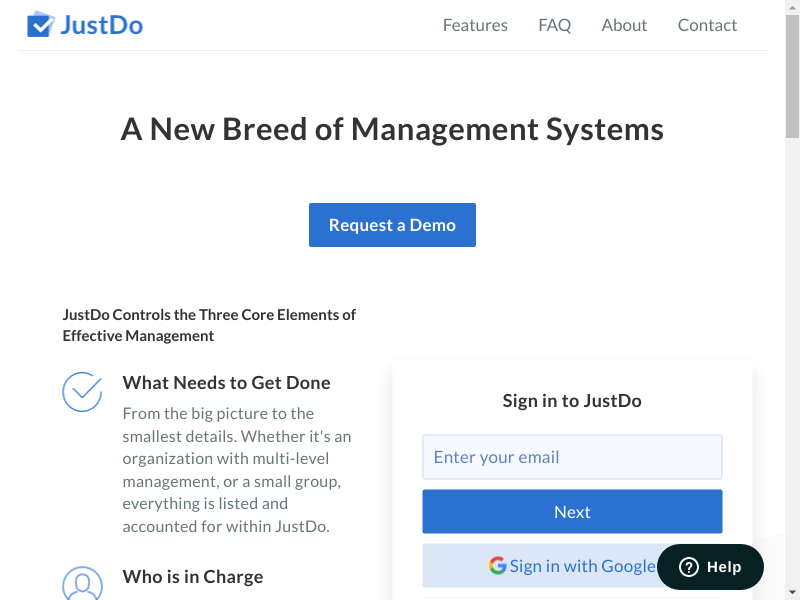 JustDo
Features FAQ About Contact
A New Breed of Management Systems
Request a Demo
JustDo Controls the Three Core Elements of
Effective Management
What Needs to Get Done
From the big picture to the
smallest details. Whether it's an
organization with multi-level
management, or a small group,
everything is listed and
accounted for within JustDo.
Who is in Charge
Sign in to JustDo
Enter your email
Next
Sign in with Google
Help